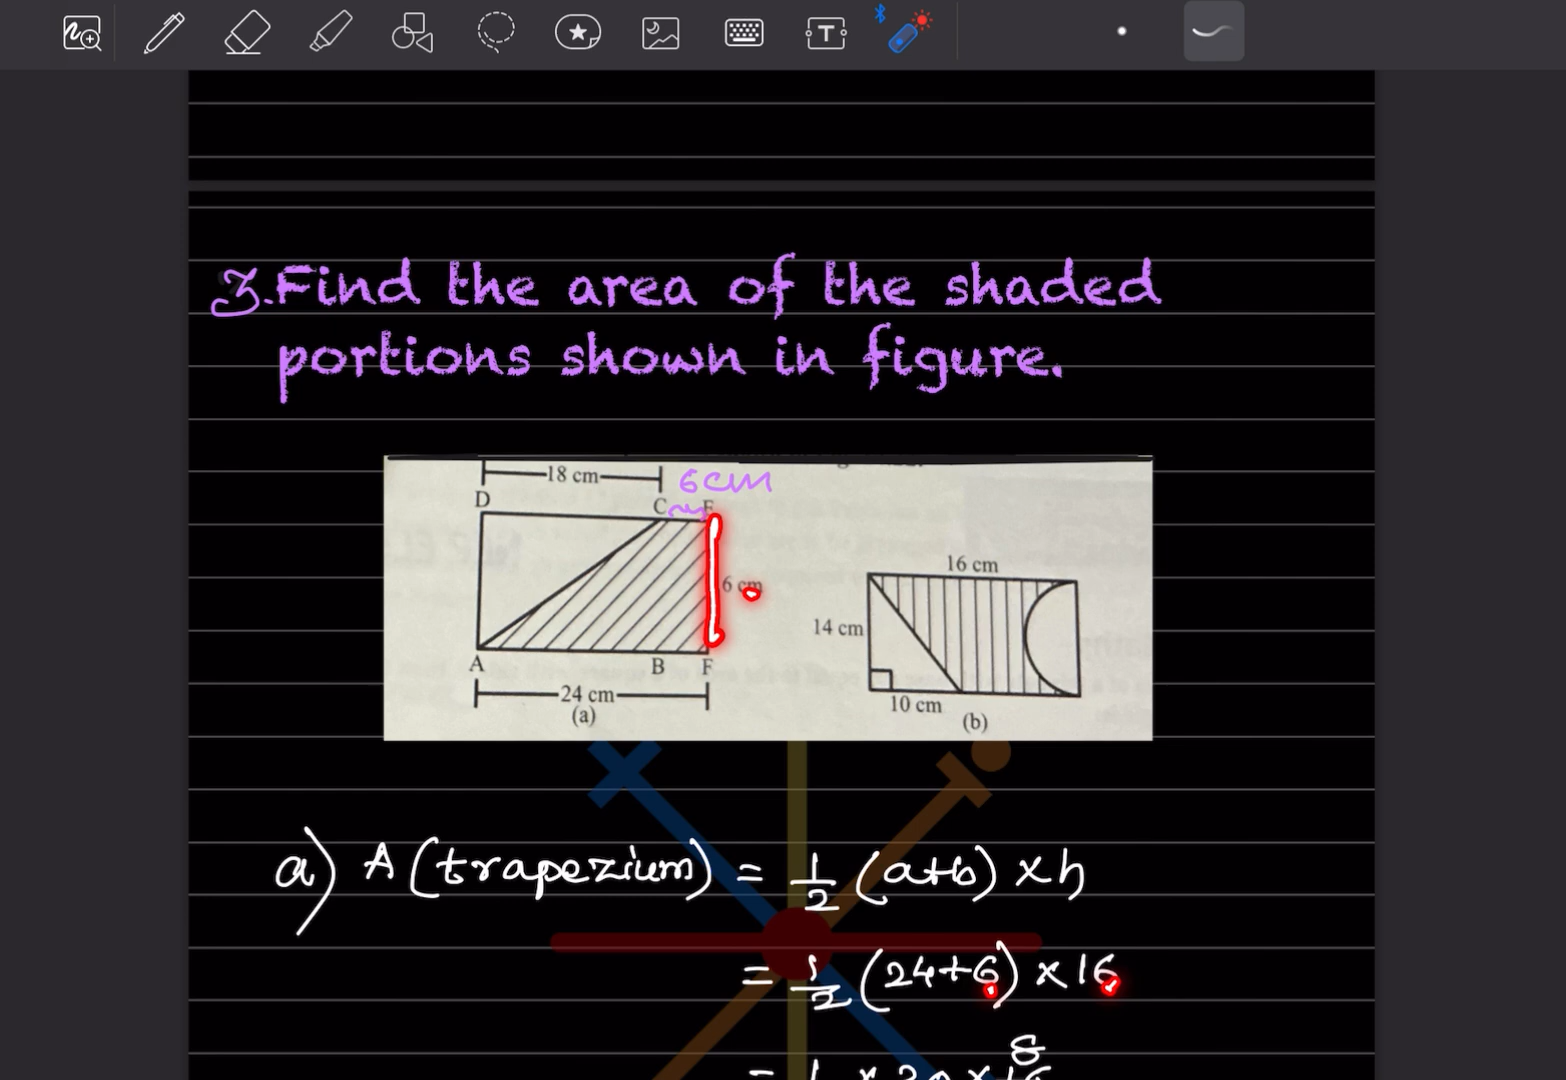 3. Find the area of the shaded
portions shown in figure.
18 cm
6cm
D
C
E
6 cm
A
B
F
24 cm
(a)
16 cm
14 cm
10 cm
(b)
a) A (trapezium) = 1/2 (a+b) x h
= 1/2 (24+6) x 16
8